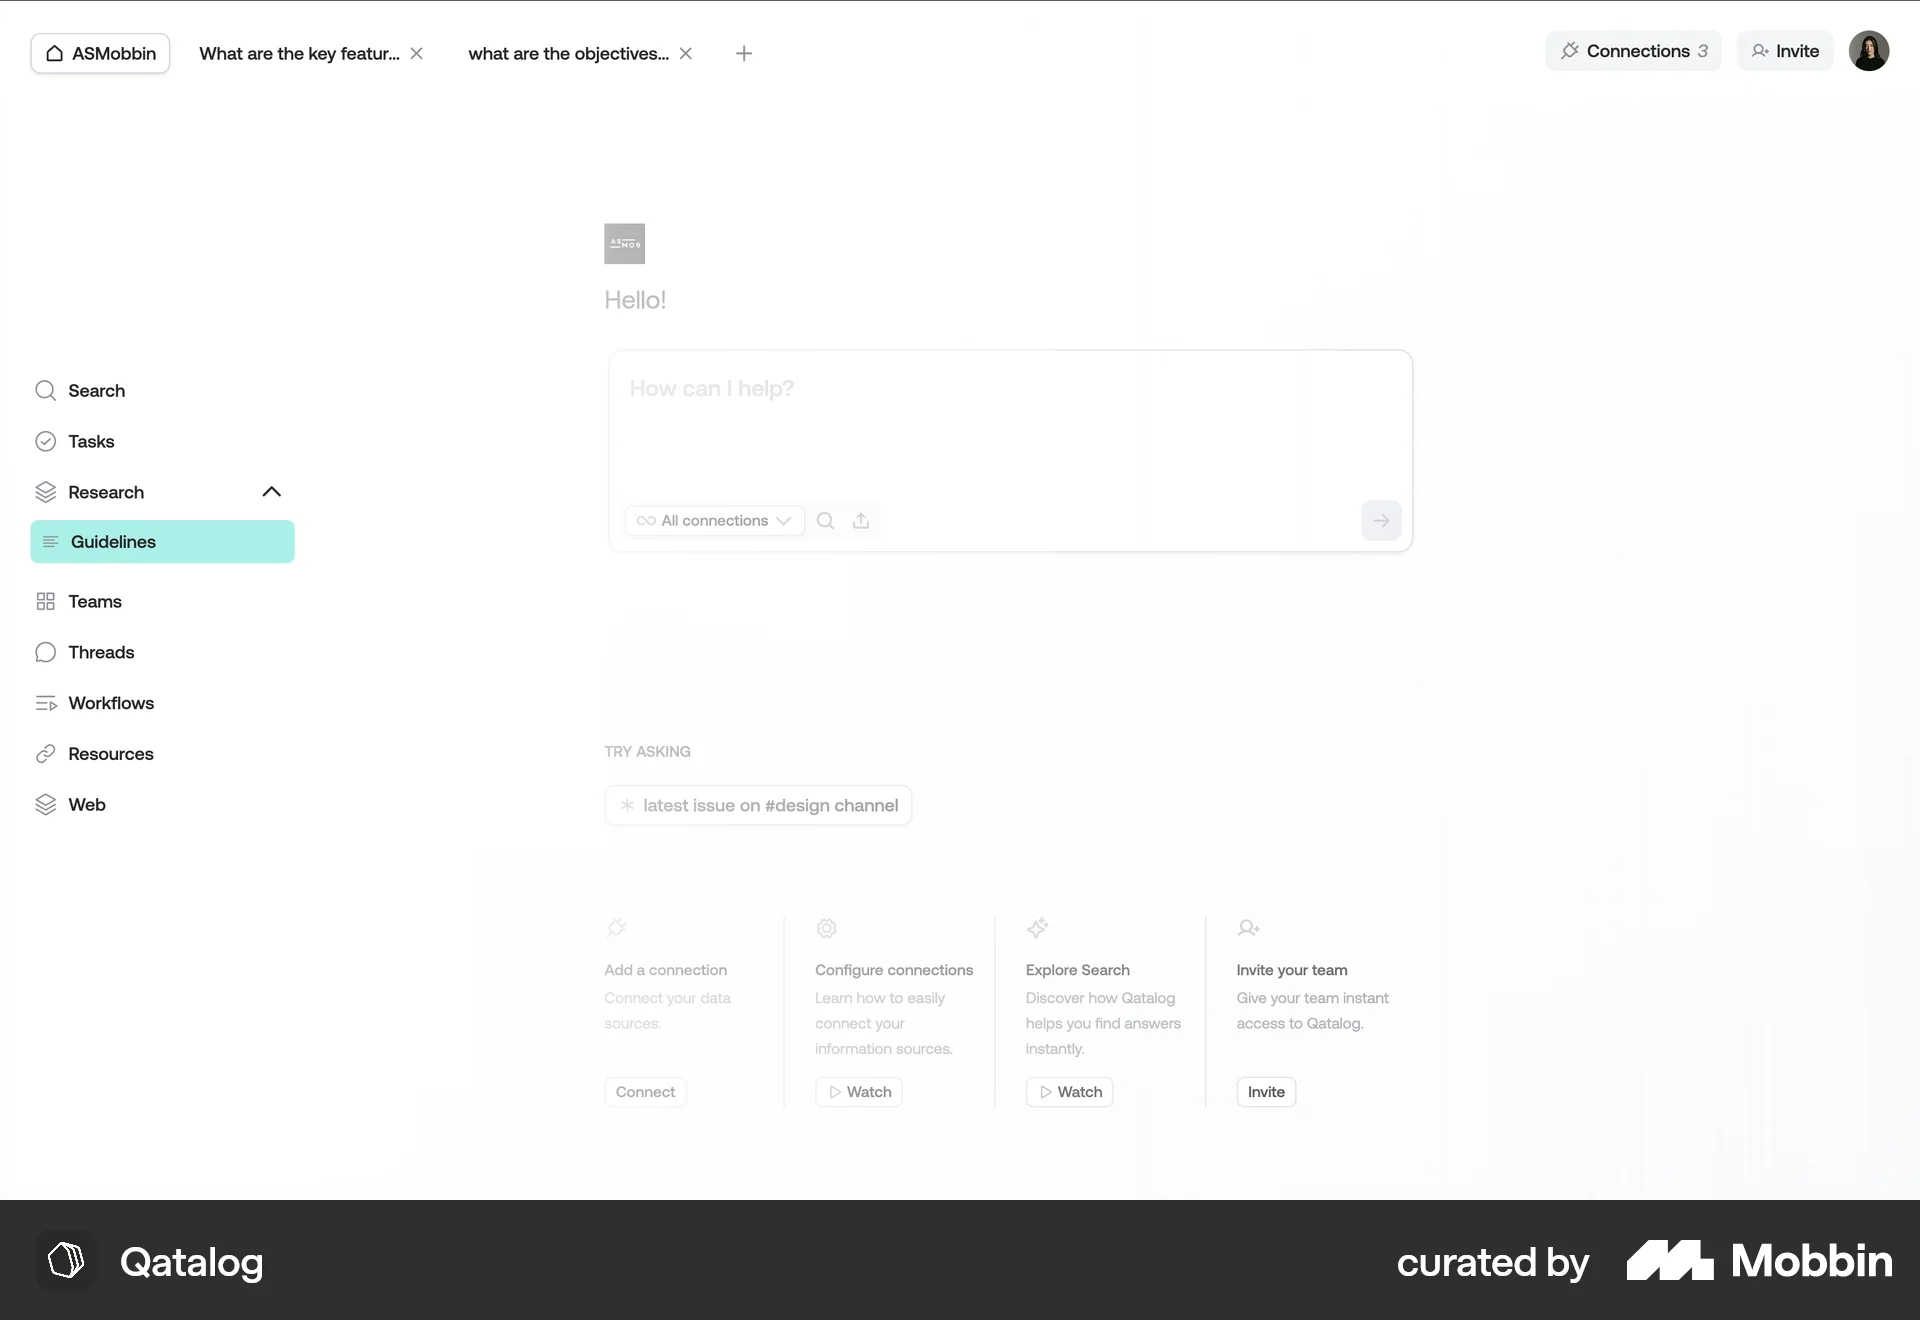 ASMobbin
What are the key featur...
what are the objectives...
Connections 3
Invite
AS
MOB
Hello!
How can I help?
All connections
Search
Tasks
Research
Guidelines
Teams
Threads
Workflows
Resources
Web
TRY ASKING
latest issue on #design channel
Add a connection
Connect your data
sources.
Connect
Configure connections
Learn how to easily
connect your
information sources.
Watch
Explore Search
Discover how Qatalog
helps you find answers
instantly.
Watch
Invite your team
Give your team instant
access to Qatalog.
Invite
Qatalog
curated by
Mobbin